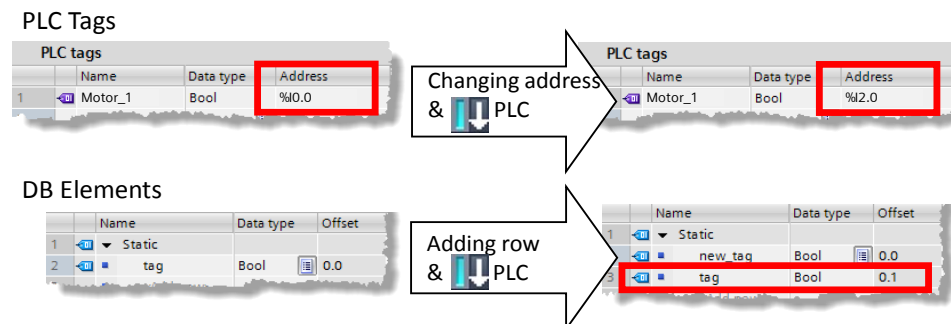 PLC Tags
PLC tags
Name Data type Address
1 Motor_1 Bool %I0.0
Changing address
& PLC
PLC tags
Name Data type Address
Motor_1 Bool %I2.0
DB Elements
Name Data type Offset
1 Static
2 tag Bool 0.0
Adding row
& PLC
Name Data type Offset
1 Static
new_tag Bool 0.0
3 tag Bool 0.1